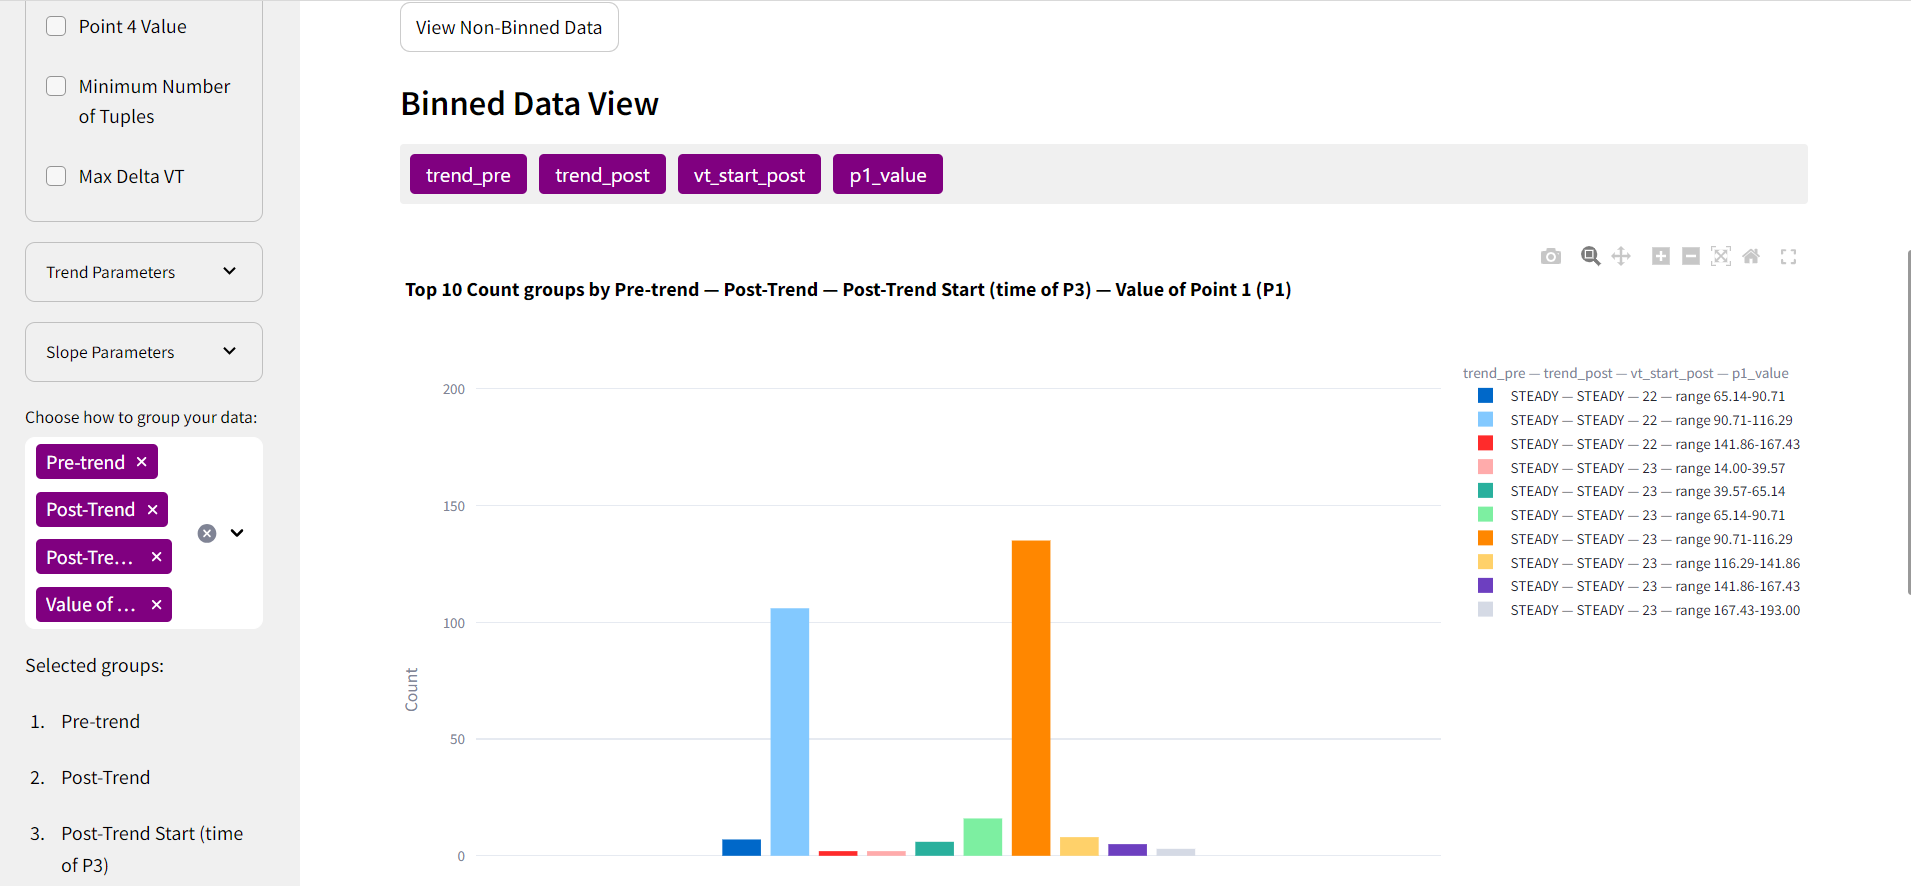 Point 4 Value
Minimum Number
of Tuples
Max Delta VT
Trend Parameters
Slope Parameters
Choose how to group your data:
Pre-trend ×
Post-Trend ×
Post-Tre... ×
Value of ... ×
Selected groups:
1. Pre-trend
2. Post-Trend
3. Post-Trend Start (time
of P3)
View Non-Binned Data
Binned Data View
trend_pre trend_post vt_start_post p1_value
Top 10 Count groups by Pre-trend — Post-Trend — Post-Trend Start (time of P3) — Value of Point 1 (P1)
200
150
100
50
0
Count
trend_pre — trend_post — vt_start_post — p1_value
STEADY — STEADY — 22 — range 65.14-90.71
STEADY — STEADY — 22 — range 90.71-116.29
STEADY — STEADY — 22 — range 141.86-167.43
STEADY — STEADY — 23 — range 14.00-39.57
STEADY — STEADY — 23 — range 39.57-65.14
STEADY — STEADY — 23 — range 65.14-90.71
STEADY — STEADY — 23 — range 90.71-116.29
STEADY — STEADY — 23 — range 116.29-141.86
STEADY — STEADY — 23 — range 141.86-167.43
STEADY — STEADY — 23 — range 167.43-193.00